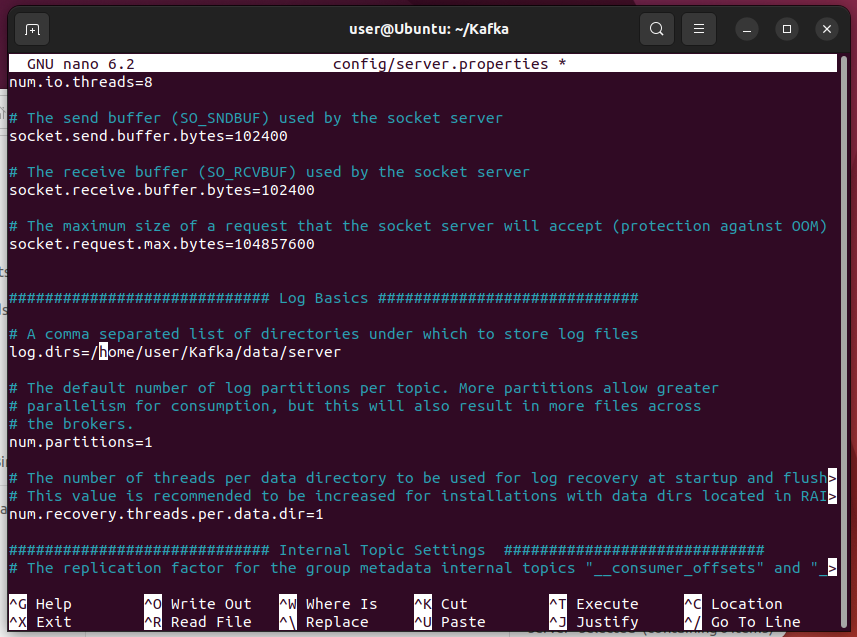 user@Ubuntu: ~/Kafka
GNU nano 6.2 config/server.properties *
num.io.threads=8
# The send buffer (SO_SNDBUF) used by the socket server
socket.send.buffer.bytes=102400
# The receive buffer (SO_RCVBUF) used by the socket server
socket.receive.buffer.bytes=102400
# The maximum size of a request that the socket server will accept (protection against OOM)
socket.request.max.bytes=104857600
############################# Log Basics #############################
# A comma separated list of directories under which to store log files
log.dirs=/home/user/Kafka/data/server
# The default number of log partitions per topic. More partitions allow greater
# parallelism for consumption, but this will also result in more files across
# the brokers.
num.partitions=1
# The number of threads per data directory to be used for log recovery at startup and flush>
# This value is recommended to be increased for installations with data dirs located in RAI>
num.recovery.threads.per.data.dir=1
############################# Internal Topic Settings  #############################
# The replication factor for the group metadata internal topics "__consumer_offsets" and "_>
^G Help ^O Write Out ^W Where Is ^K Cut ^T Execute ^C Location
^X Exit ^R Read File ^\ Replace ^U Paste ^J Justify ^/ Go To Line